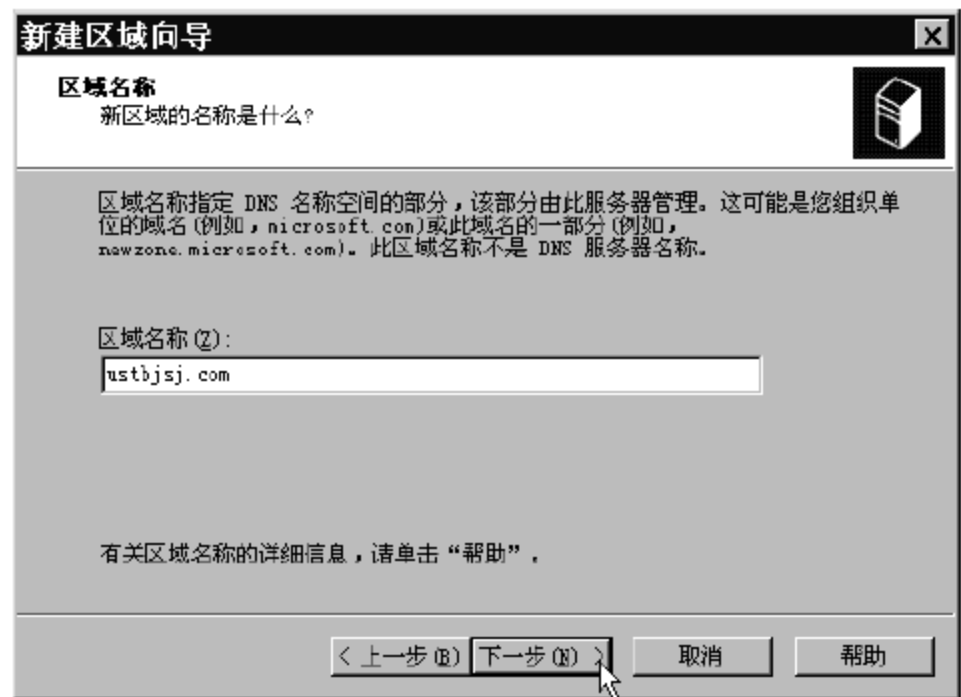 新建区域向导
区域名称
新区域的名称是什么?
区域名称指定 DNS 名称空间的部分,该部分由此服务器管理。这可能是您组织单
位的域名(例如,microsoft.com)或此域名的一部分(例如,
newzone.microsoft.com)。此区域名称不是 DNS 服务器名称。
区域名称(Z):
ustbjsj.com
有关区域名称的详细信息,请单击“帮助”.
< 上一步(B) 下一步(N) > 取消 帮助